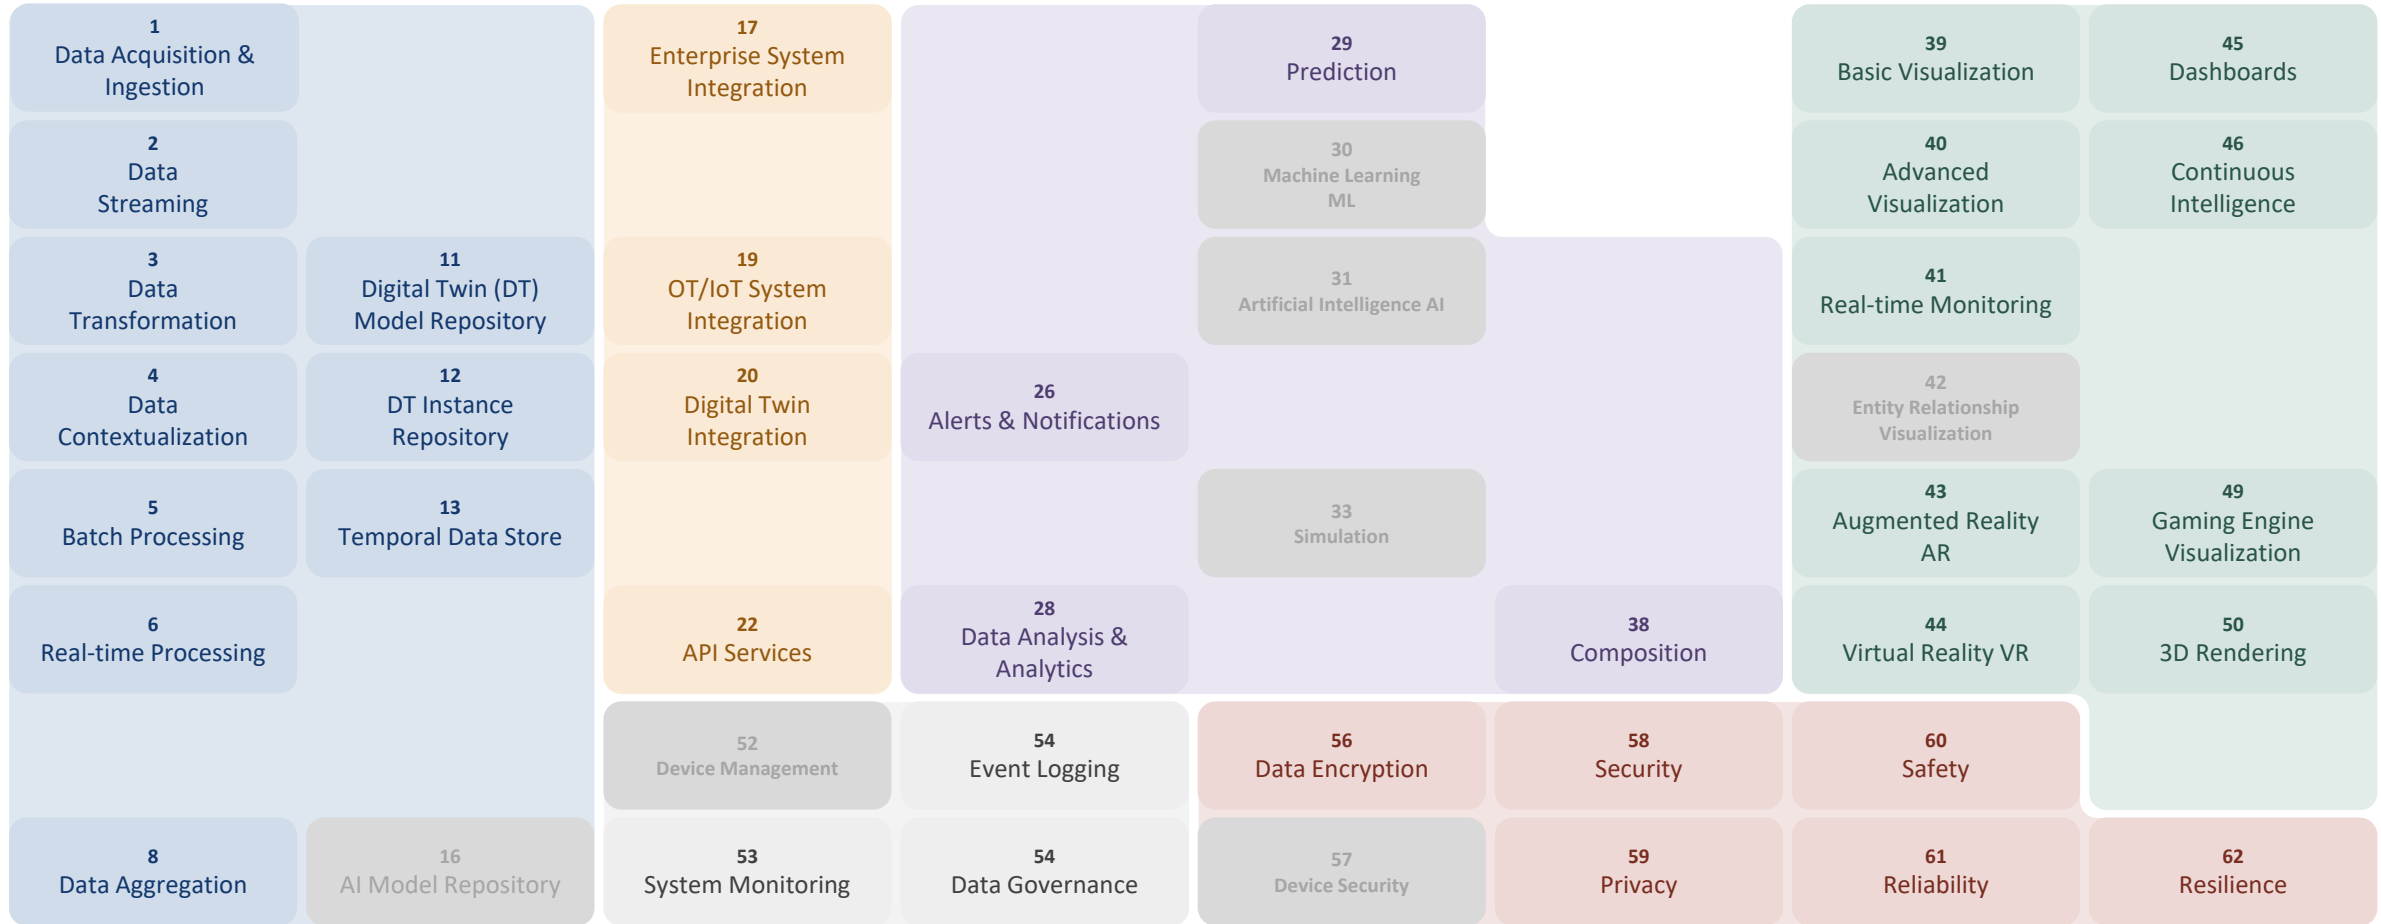 1
Data Acquisition &
Ingestion
17
Enterprise System
Integration
29
Prediction
39
Basic Visualization
45
Dashboards
2
Data
Streaming
30
Machine Learning
ML
40
Advanced
Visualization
46
Continuous
Intelligence
3
Data
Transformation
11
Digital Twin (DT)
Model Repository
19
OT/IoT System
Integration
31
Artificial Intelligence AI
41
Real-time Monitoring
4
Data
Contextualization
12
DT Instance
Repository
20
Digital Twin
Integration
26
Alerts & Notifications
42
Entity Relationship
Visualization
5
Batch Processing
13
Temporal Data Store
33
Simulation
43
Augmented Reality
AR
49
Gaming Engine
Visualization
6
Real-time Processing
22
API Services
28
Data Analysis &
Analytics
38
Composition
44
Virtual Reality VR
50
3D Rendering
52
Device Management
54
Event Logging
56
Data Encryption
58
Security
60
Safety
8
Data Aggregation
16
AI Model Repository
53
System Monitoring
54
Data Governance
57
Device Security
59
Privacy
61
Reliability
62
Resilience